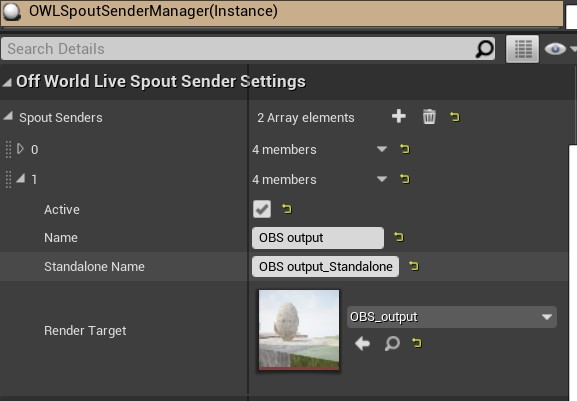 OWLSpoutSenderManager(Instance)
Search Details
Off World Live Spout Sender Settings
Spout Senders 2 Array elements
0 4 members
1 4 members
Active
Name OBS output
Standalone Name OBS output_Standalone
Render Target OBS_output